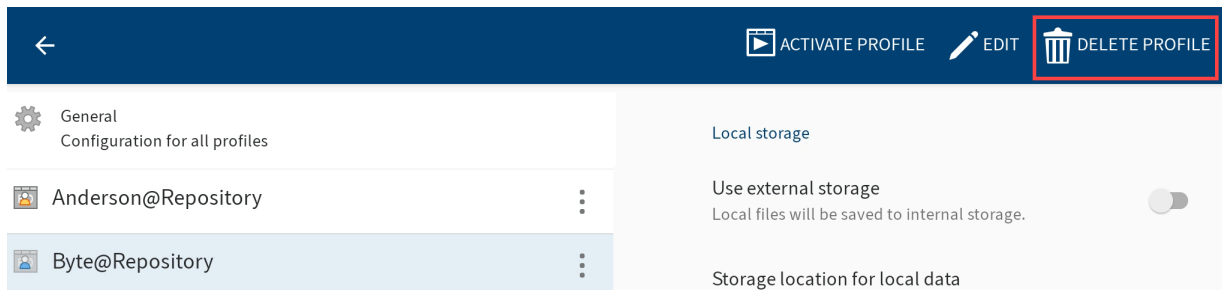 ACTIVATE PROFILE
EDIT
DELETE PROFILE
General
Configuration for all profiles
Anderson@Repository
Byte@Repository
Local storage
Use external storage
Local files will be saved to internal storage.
Storage location for local data